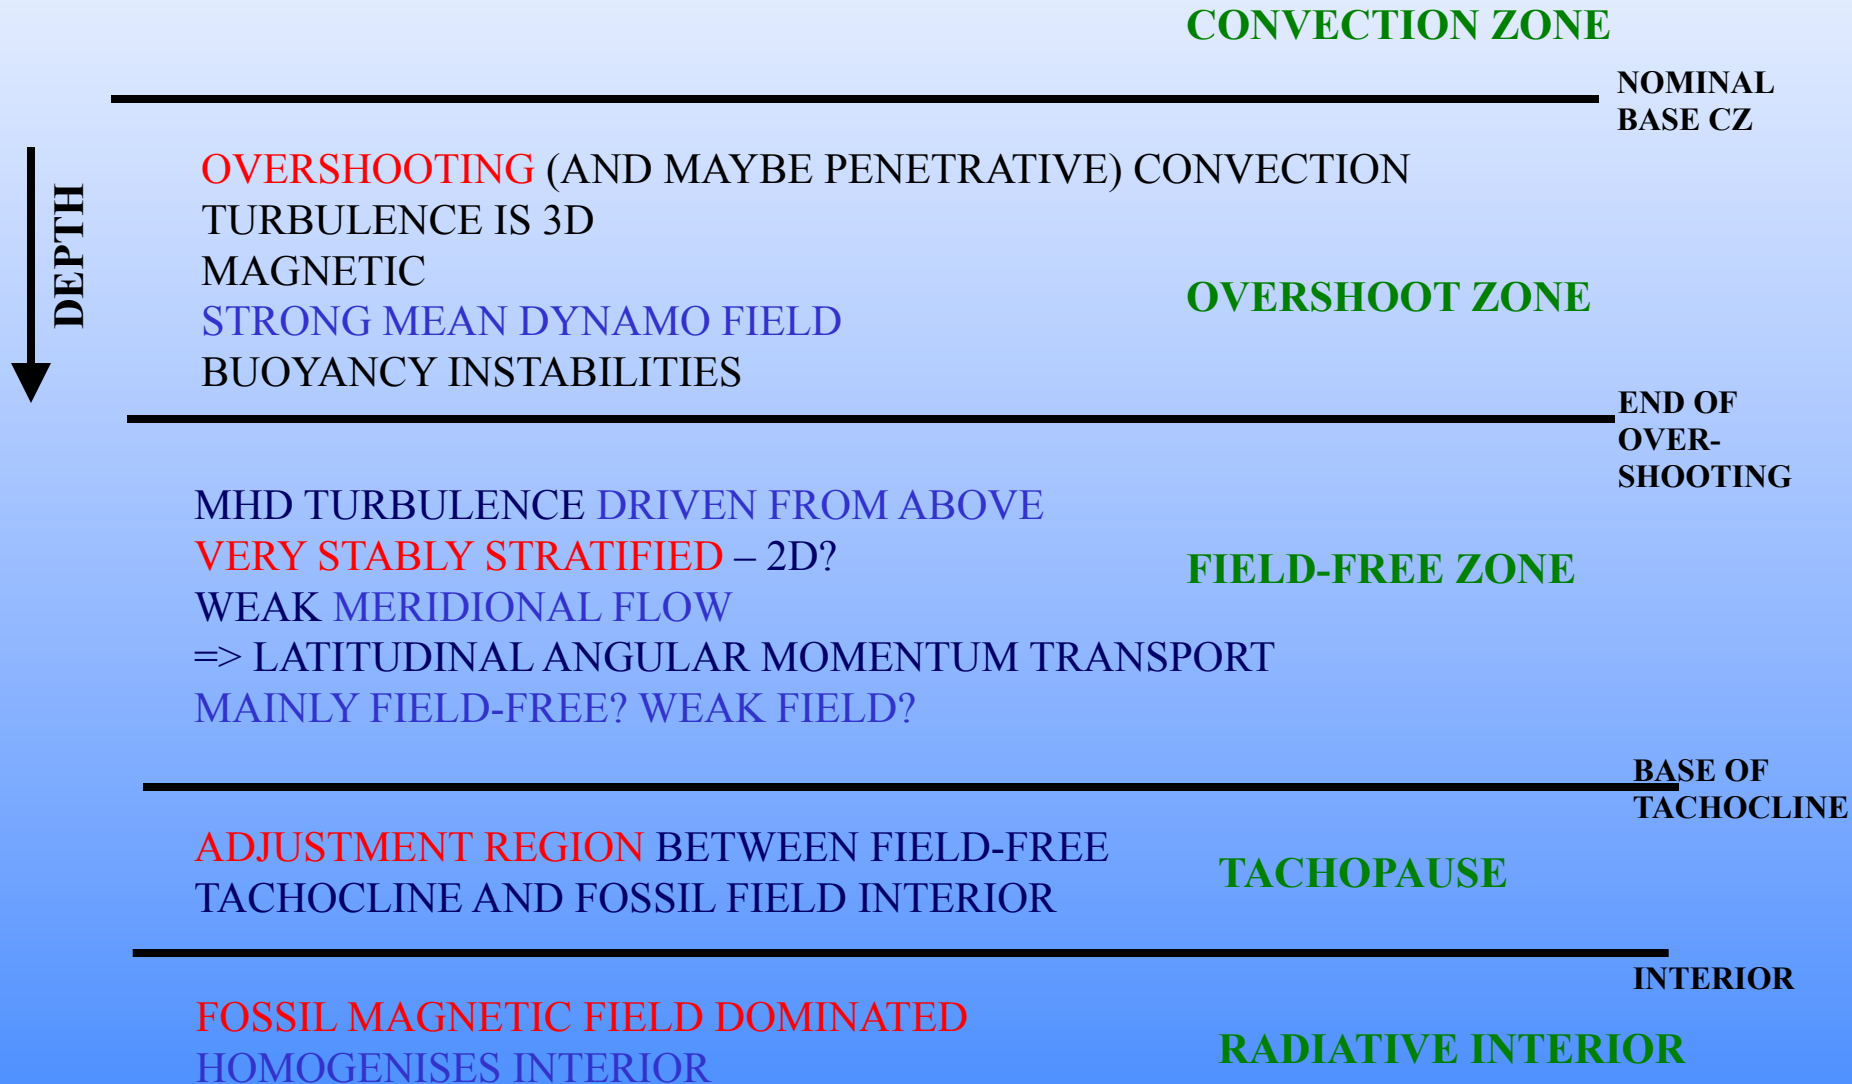 CONVECTION ZONE
NOMINAL
BASE CZ
DEPTH
OVERSHOOTING (AND MAYBE PENETRATIVE) CONVECTION
TURBULENCE IS 3D
MAGNETIC
STRONG MEAN DYNAMO FIELD
BUOYANCY INSTABILITIES
OVERSHOOT ZONE
END OF
OVER-
SHOOTING
MHD TURBULENCE DRIVEN FROM ABOVE
VERY STABLY STRATIFIED – 2D?
WEAK MERIDIONAL FLOW
=> LATITUDINAL ANGULAR MOMENTUM TRANSPORT
MAINLY FIELD-FREE? WEAK FIELD?
FIELD-FREE ZONE
BASE OF
TACHOCLINE
ADJUSTMENT REGION BETWEEN FIELD-FREE
TACHOCLINE AND FOSSIL FIELD INTERIOR
TACHOPAUSE
INTERIOR
FOSSIL MAGNETIC FIELD DOMINATED
HOMOGENISES INTERIOR
RADIATIVE INTERIOR